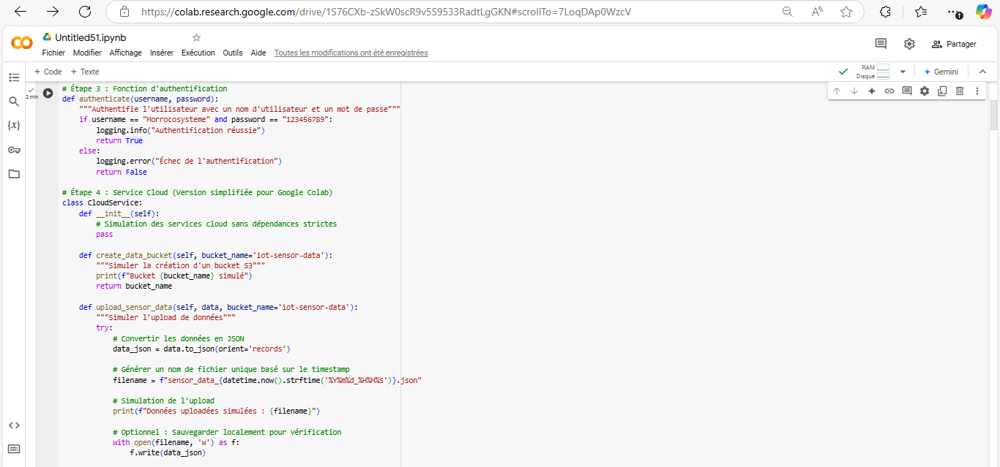 https://colab.research.google.com/drive/1S76CXb-zSkW0scR9v5S9533RadtLgGKN#scrollTo=7LoqDAp0WzcV
Untitled51.ipynb
Fichier Modifier Affichage Insérer Exécution Outils Aide Toutes les modifications ont été enregistrées
Partager
+ Code + Texte
RAM
Disque
Gemini
2 min
# Étape 3 : Fonction d'authentification
def authenticate(username, password):
    """Authentifie l'utilisateur avec un nom d'utilisateur et un mot de passe"""
    if username == "Morrocosysteme" and password == "123456789":
        logging.info("Authentification réussie")
        return True
    else:
        logging.error("Échec de l'authentification")
        return False
# Étape 4 : Service Cloud (Version simplifiée pour Google Colab)
class CloudService:
    def __init__(self):
        # Simulation des services cloud sans dépendances strictes
        pass
    def create_data_bucket(self, bucket_name='iot-sensor-data'):
        """Simuler la création d'un bucket S3"""
        print(f"Bucket {bucket_name} simulé")
        return bucket_name
    def upload_sensor_data(self, data, bucket_name='iot-sensor-data'):
        """Simuler l'upload de données"""
        try:
            # Convertir les données en JSON
            data_json = data.to_json(orient='records')
            # Générer un nom de fichier unique basé sur le timestamp
            filename = f"sensor_data_{datetime.now().strftime('%Y%m%d_%H%M%S')}.json"
            # Simulation de l'upload
            print(f"Données uploadées simulées : {filename}")
            # Optionnel : Sauvegarder localement pour vérification
            with open(filename, 'w') as f:
                f.write(data_json)